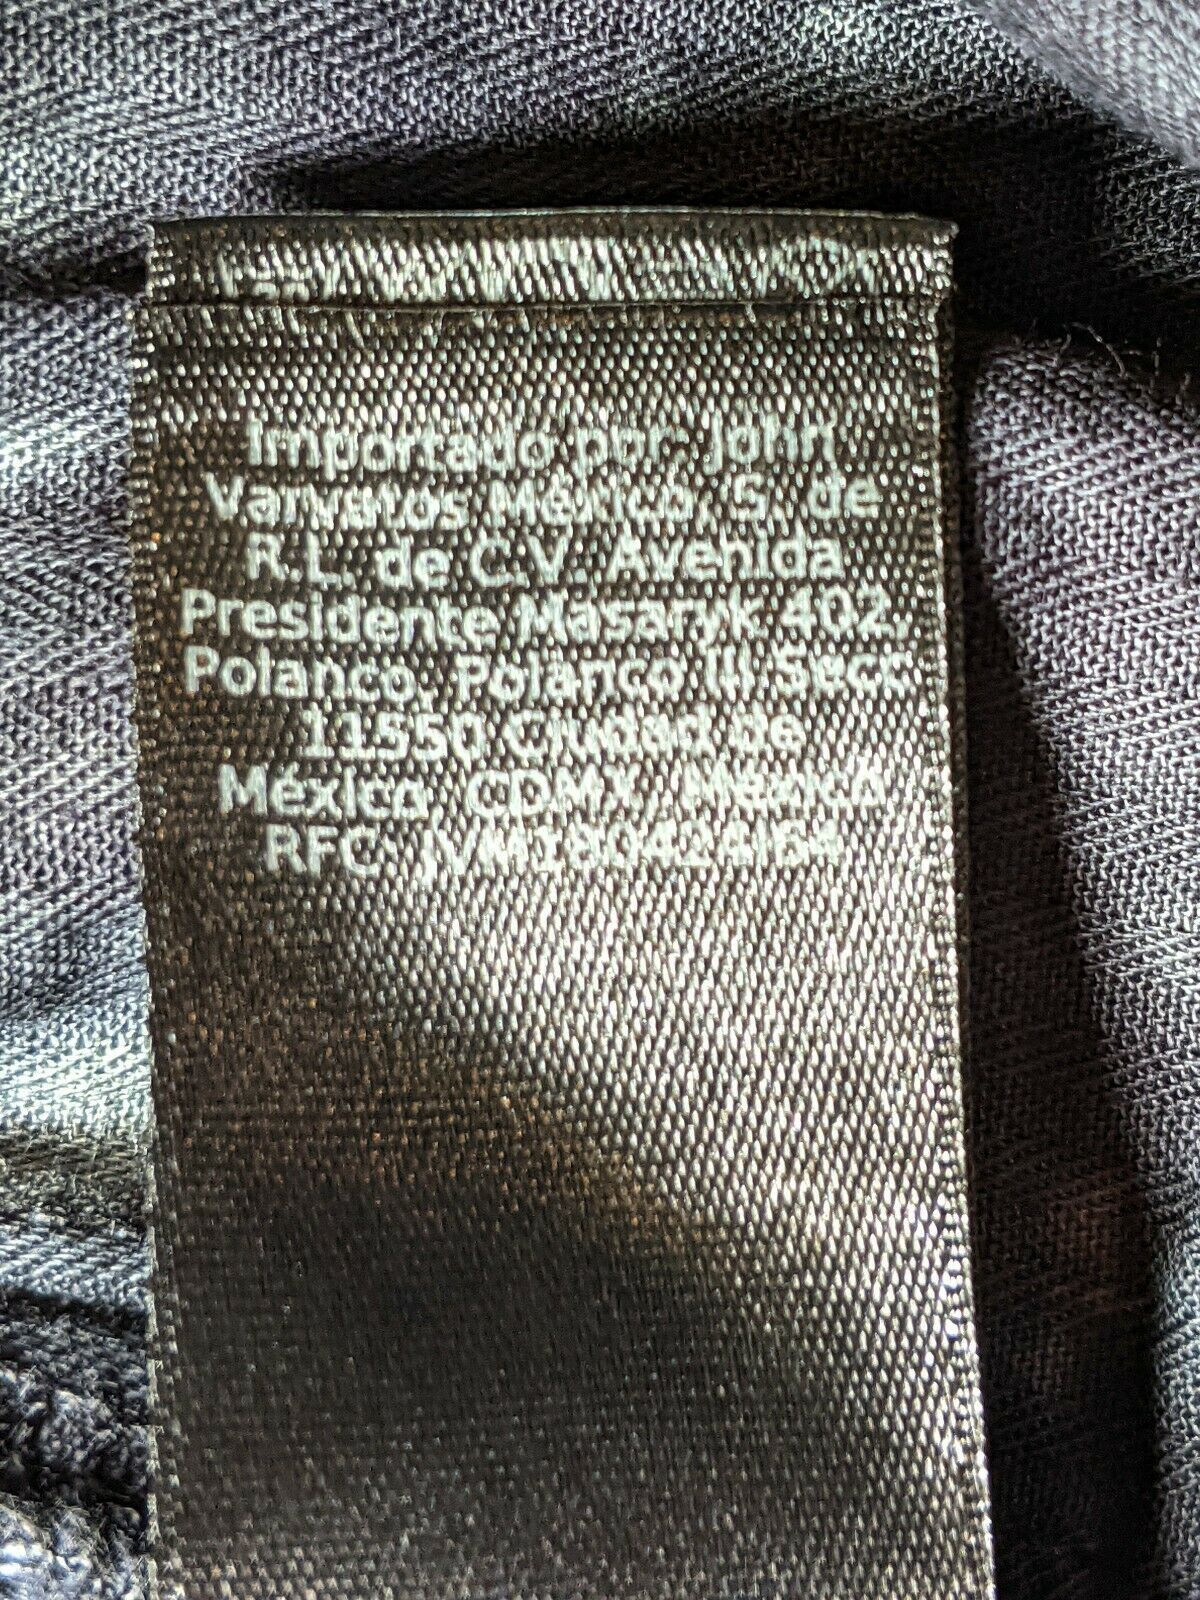 Importado por: John
Varvatos México, S. de
R.L. de C.V. Avenida
Presidente Masaryk 402,
Polanco, Polanco III Secc
11550 Ciudad de
México, CDMX, México
RFC: